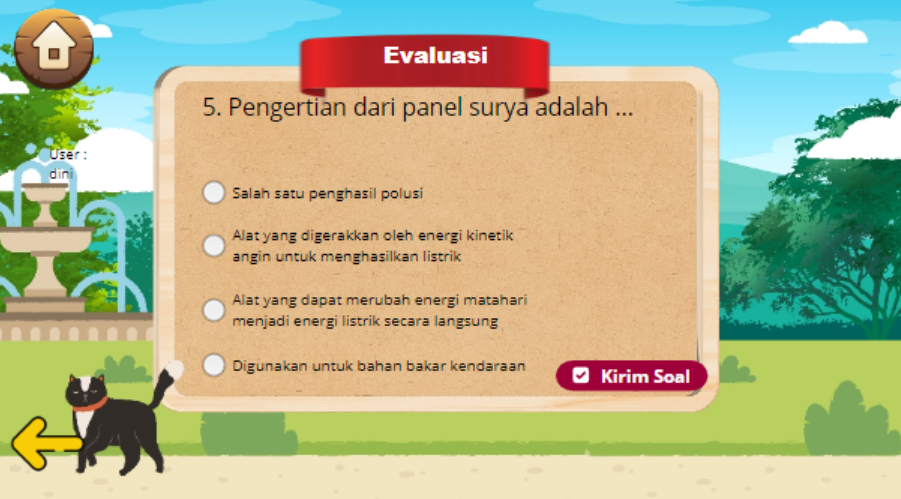 Evaluasi
5. Pengertian dari panel surya adalah ...
User :
dini
Salah satu penghasil polusi
Alat yang digerakkan oleh energi kinetik
angin untuk menghasilkan listrik
Alat yang dapat merubah energi matahari
menjadi energi listrik secara langsung
Digunakan untuk bahan bakar kendaraan
Kirim Soal